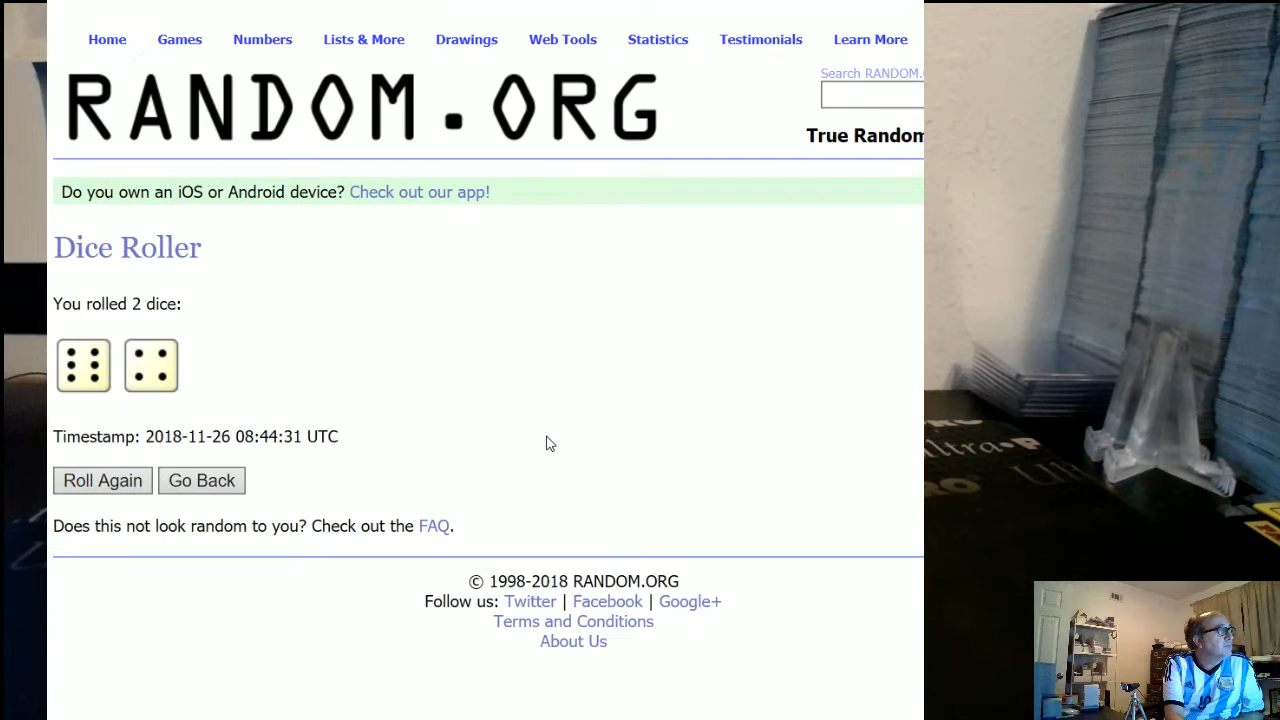 Home Games Numbers Lists & More Drawings Web Tools Statistics Testimonials Learn More
RANDOM.ORG
Search RANDOM.
True Random
Do you own an iOS or Android device? Check out our app!
Dice Roller
You rolled 2 dice:
Timestamp: 2018-11-26 08:44:31 UTC
Roll Again Go Back
Does this not look random to you? Check out the FAQ.
© 1998-2018 RANDOM.ORG
Follow us: Twitter | Facebook | Google+
Terms and Conditions
About Us